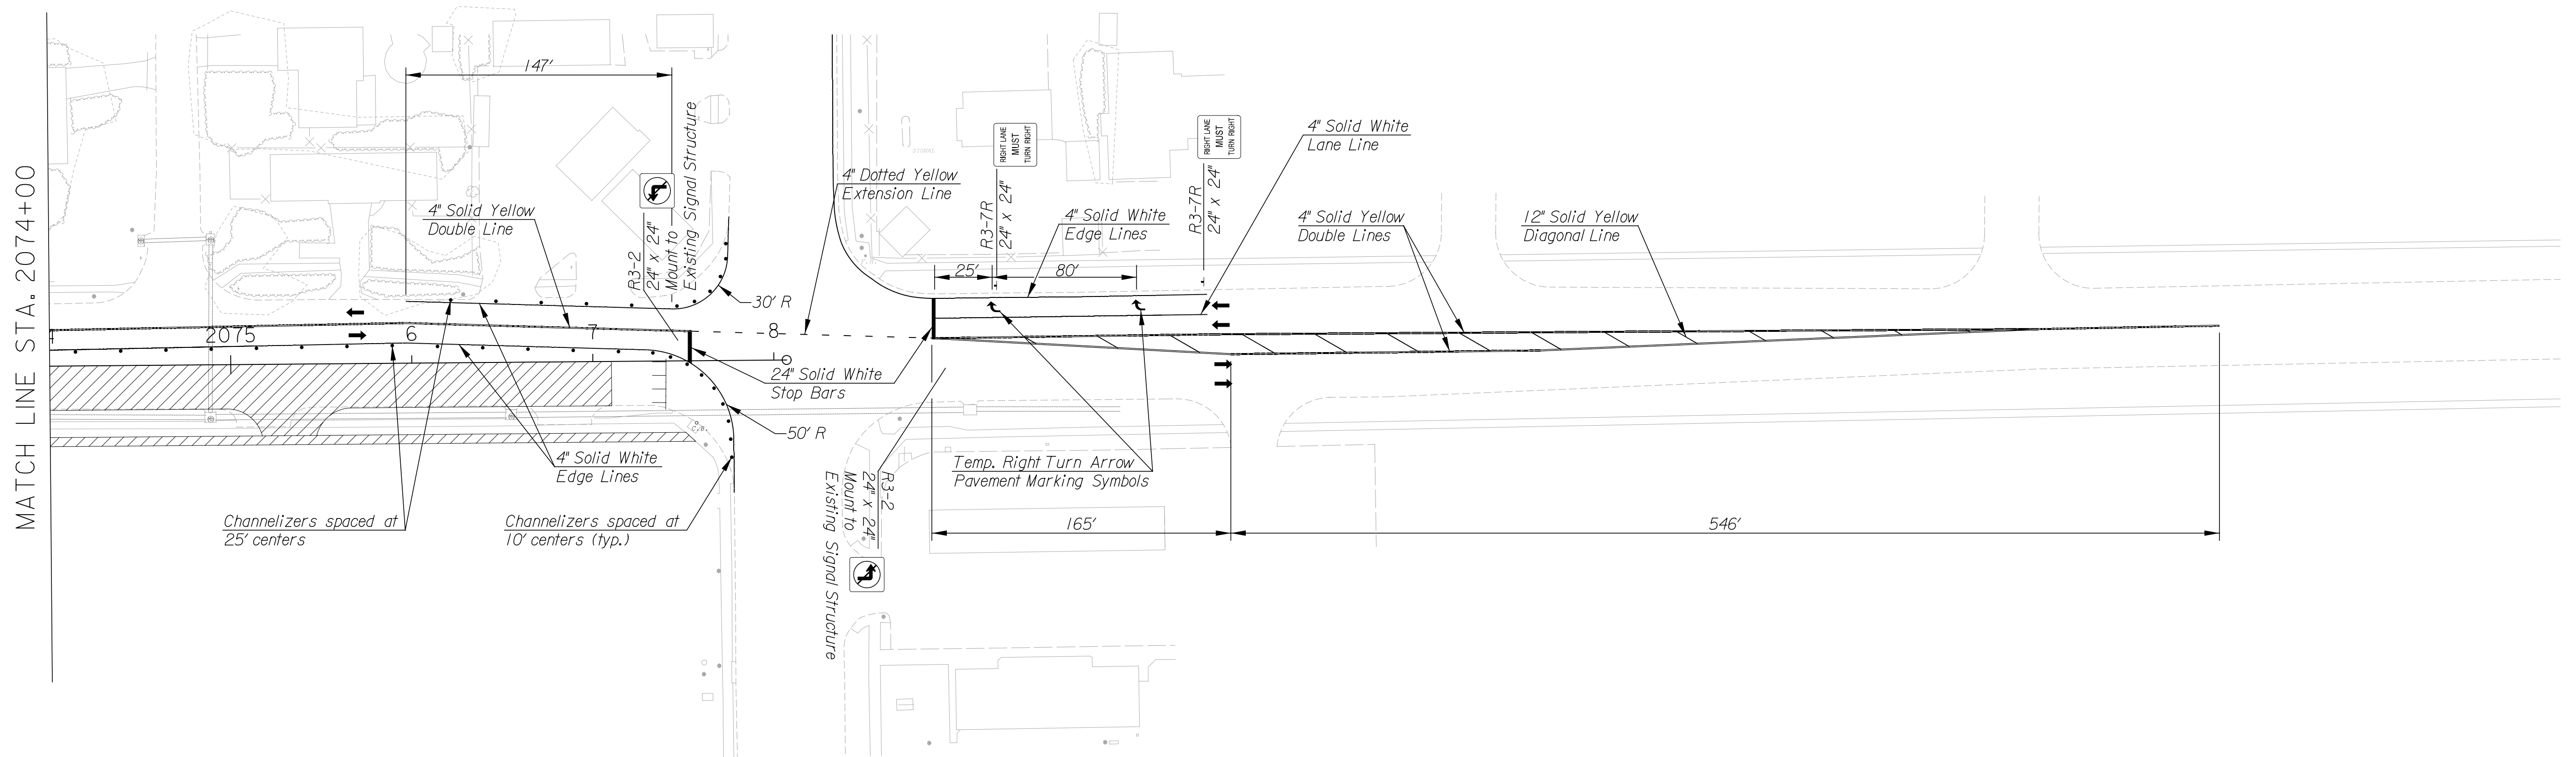 MATCH LINE STA. 2074+00
147'
4" Solid Yellow
Double Line
R3-2
24" x 24"
Mount to
Existing Signal Structure
30' R
4" Dotted Yellow
Extension Line
RIGHT LANE
MUST
TURN RIGHT
R3-7R
24" x 24"
4" Solid White
Edge Lines
RIGHT LANE
MUST
TURN RIGHT
R3-7R
24" x 24"
4" Solid White
Lane Line
4" Solid Yellow
Double Lines
12" Solid Yellow
Diagonal Line
25'
80'
2075
6
7
8
24" Solid White
Stop Bars
50' R
C.B.
4" Solid White
Edge Lines
Channelizers spaced at
25' centers
Channelizers spaced at
10' centers (typ.)
R3-2
24" x 24"
Mount to
Existing Signal Structure
Temp. Right Turn Arrow
Pavement Marking Symbols
165'
546'